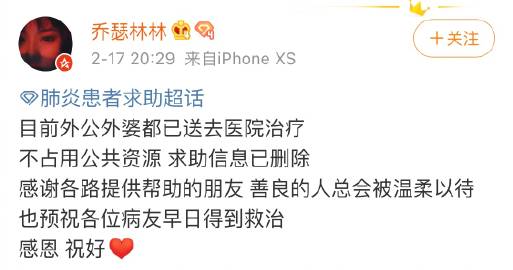 乔瑟林林
2-17 20:29 来自iPhone XS
+关注
肺炎患者求助超话
目前外公外婆都已送去医院治疗
不占用公共资源 求助信息已删除
感谢各路提供帮助的朋友 善良的人总会被温柔以待
也预祝各位病友早日得到救治
感恩 祝好❤️